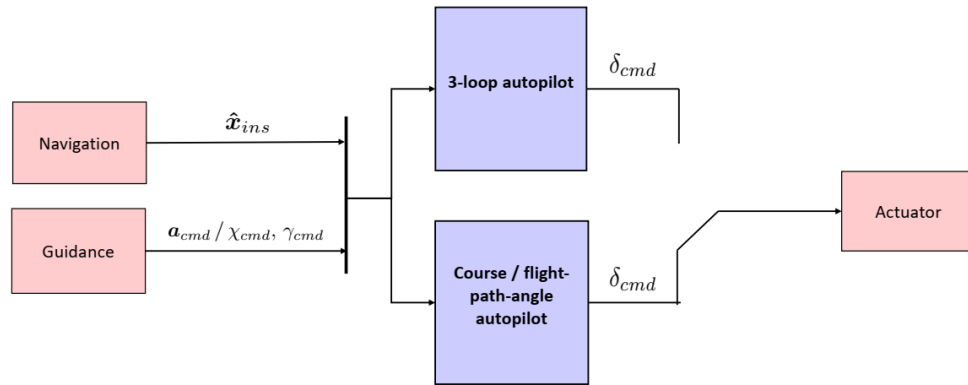 3-loop autopilot
δ_cmd
Navigation
x̂_ins
Guidance
a_cmd / χ_cmd, γ_cmd
Course / flight-
path-angle
autopilot
δ_cmd
Actuator